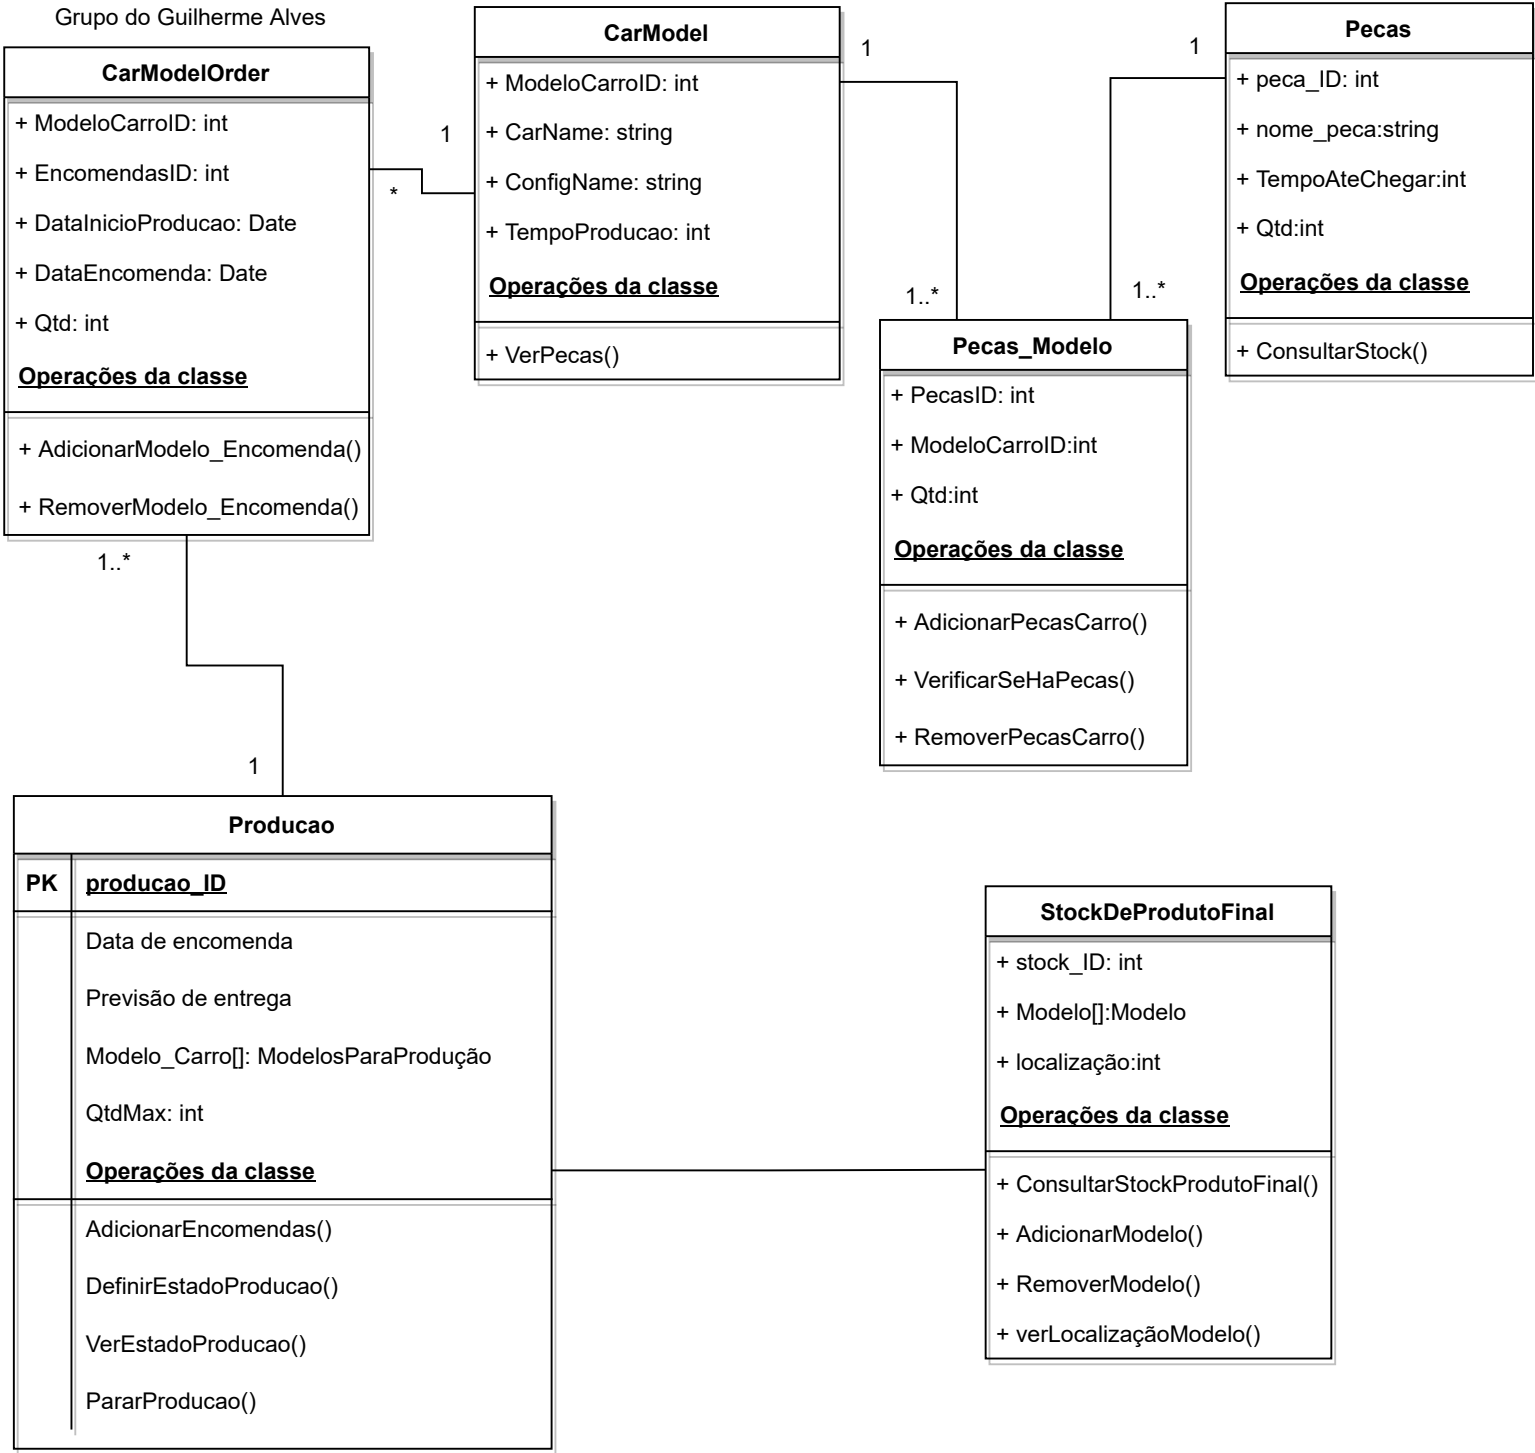 Grupo do Guilherme Alves
CarModelOrder
+ ModeloCarroID: int
+ EncomendasID: int
+ DataInicioProducao: Date
+ DataEncomenda: Date
+ Qtd: int
Operações da classe
+ AdicionarModelo_Encomenda()
+ RemoverModelo_Encomenda()
1..*
1
*
1
CarModel
+ ModeloCarroID: int
+ CarName: string
+ ConfigName: string
+ TempoProducao: int
Operações da classe
+ VerPecas()
1
1..*
1
1..*
Pecas
+ peca_ID: int
+ nome_peca:string
+ TempoAteChegar:int
+ Qtd:int
Operações da classe
+ ConsultarStock()
Pecas_Modelo
+ PecasID: int
+ ModeloCarroID:int
+ Qtd:int
Operações da classe
+ AdicionarPecasCarro()
+ VerificarSeHaPecas()
+ RemoverPecasCarro()
Producao
PK producao_ID
Data de encomenda
Previsão de entrega
Modelo_Carro[]: ModelosParaProdução
QtdMax: int
Operações da classe
AdicionarEncomendas()
DefinirEstadoProducao()
VerEstadoProducao()
PararProducao()
StockDeProdutoFinal
+ stock_ID: int
+ Modelo[]:Modelo
+ localização:int
Operações da classe
+ ConsultarStockProdutoFinal()
+ AdicionarModelo()
+ RemoverModelo()
+ verLocalizaçãoModelo()